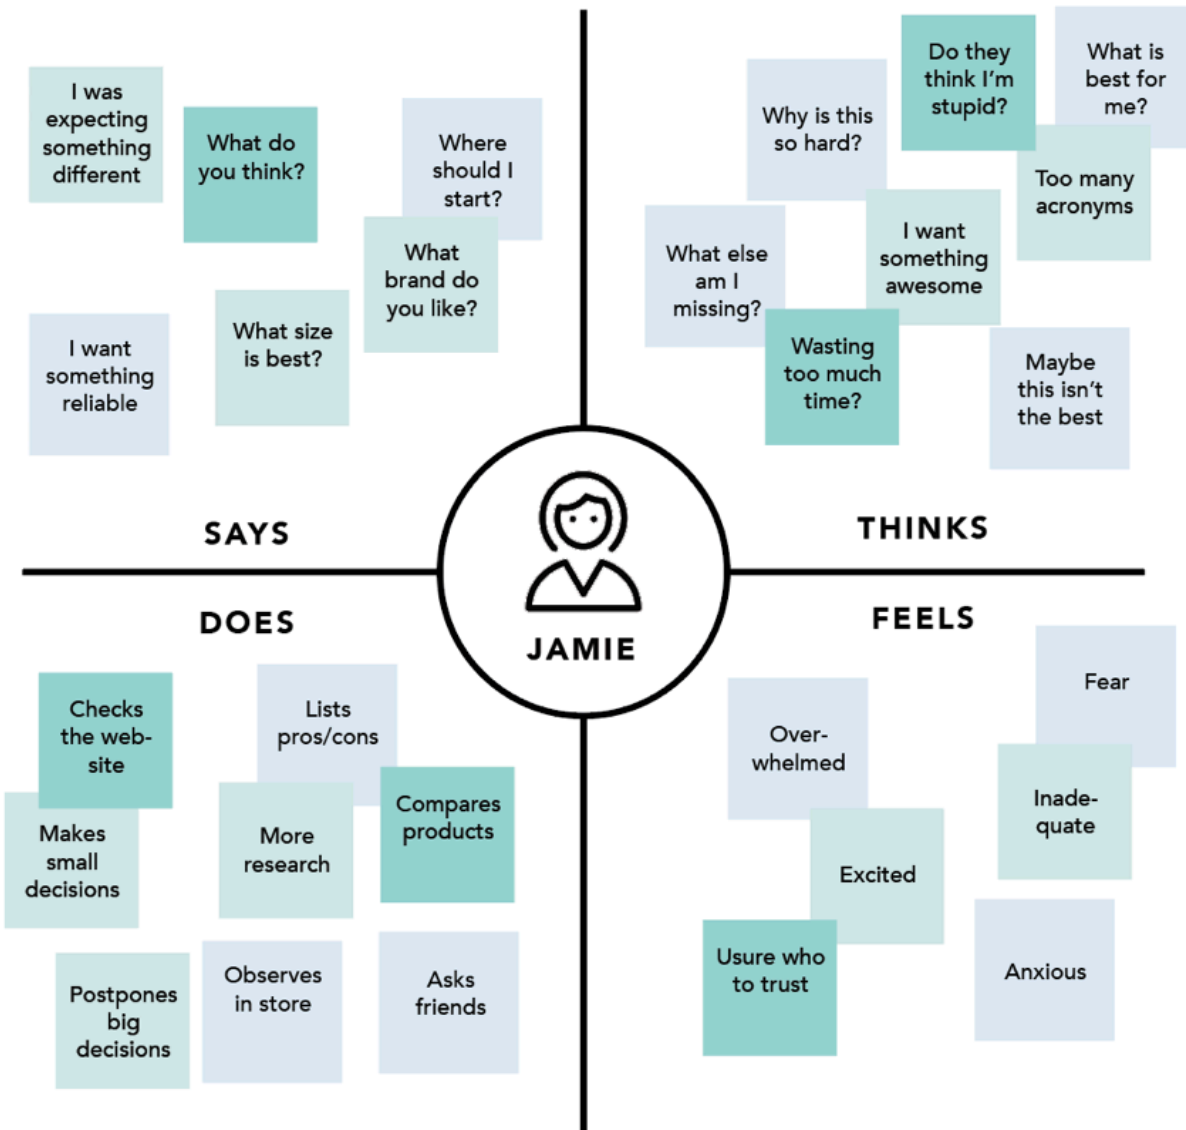 I was
expecting
something
different
What do
you think?
Where
should I
start?
What
brand do
you like?
What size
is best?
I want
something
reliable
SAYS
Why is this
so hard?
Do they
think I'm
stupid?
What is
best for
me?
Too many
acronyms
I want
something
awesome
What else
am I
missing?
Wasting
too much
time?
Maybe
this isn't
the best
THINKS
JAMIE
DOES
Checks
the web-
site
Lists
pros/cons
Compares
products
Makes
small
decisions
More
research
Postpones
big
decisions
Observes
in store
Asks
friends
FEELS
Fear
Over-
whelmed
Inade-
quate
Excited
Usure who
to trust
Anxious